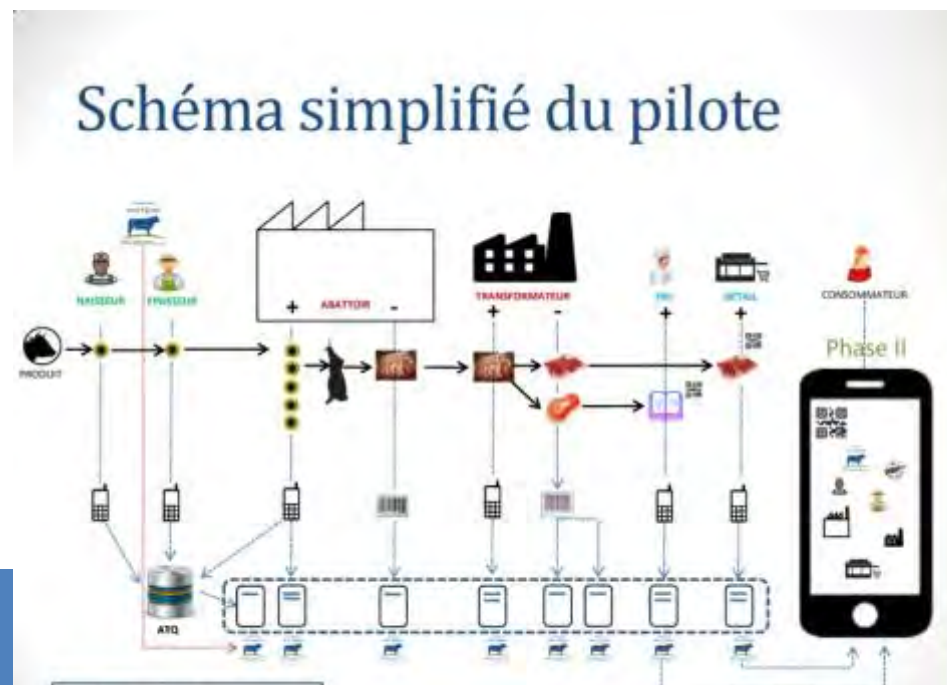 Schéma simplifié du pilote
NAISSEUR
FINISSEUR
ABATTOIR
+
-
TRANSFORMATEUR
+
-
+
DETAIL
+
CONSOMMATEUR
Phase II
PRODUIT
ATQ